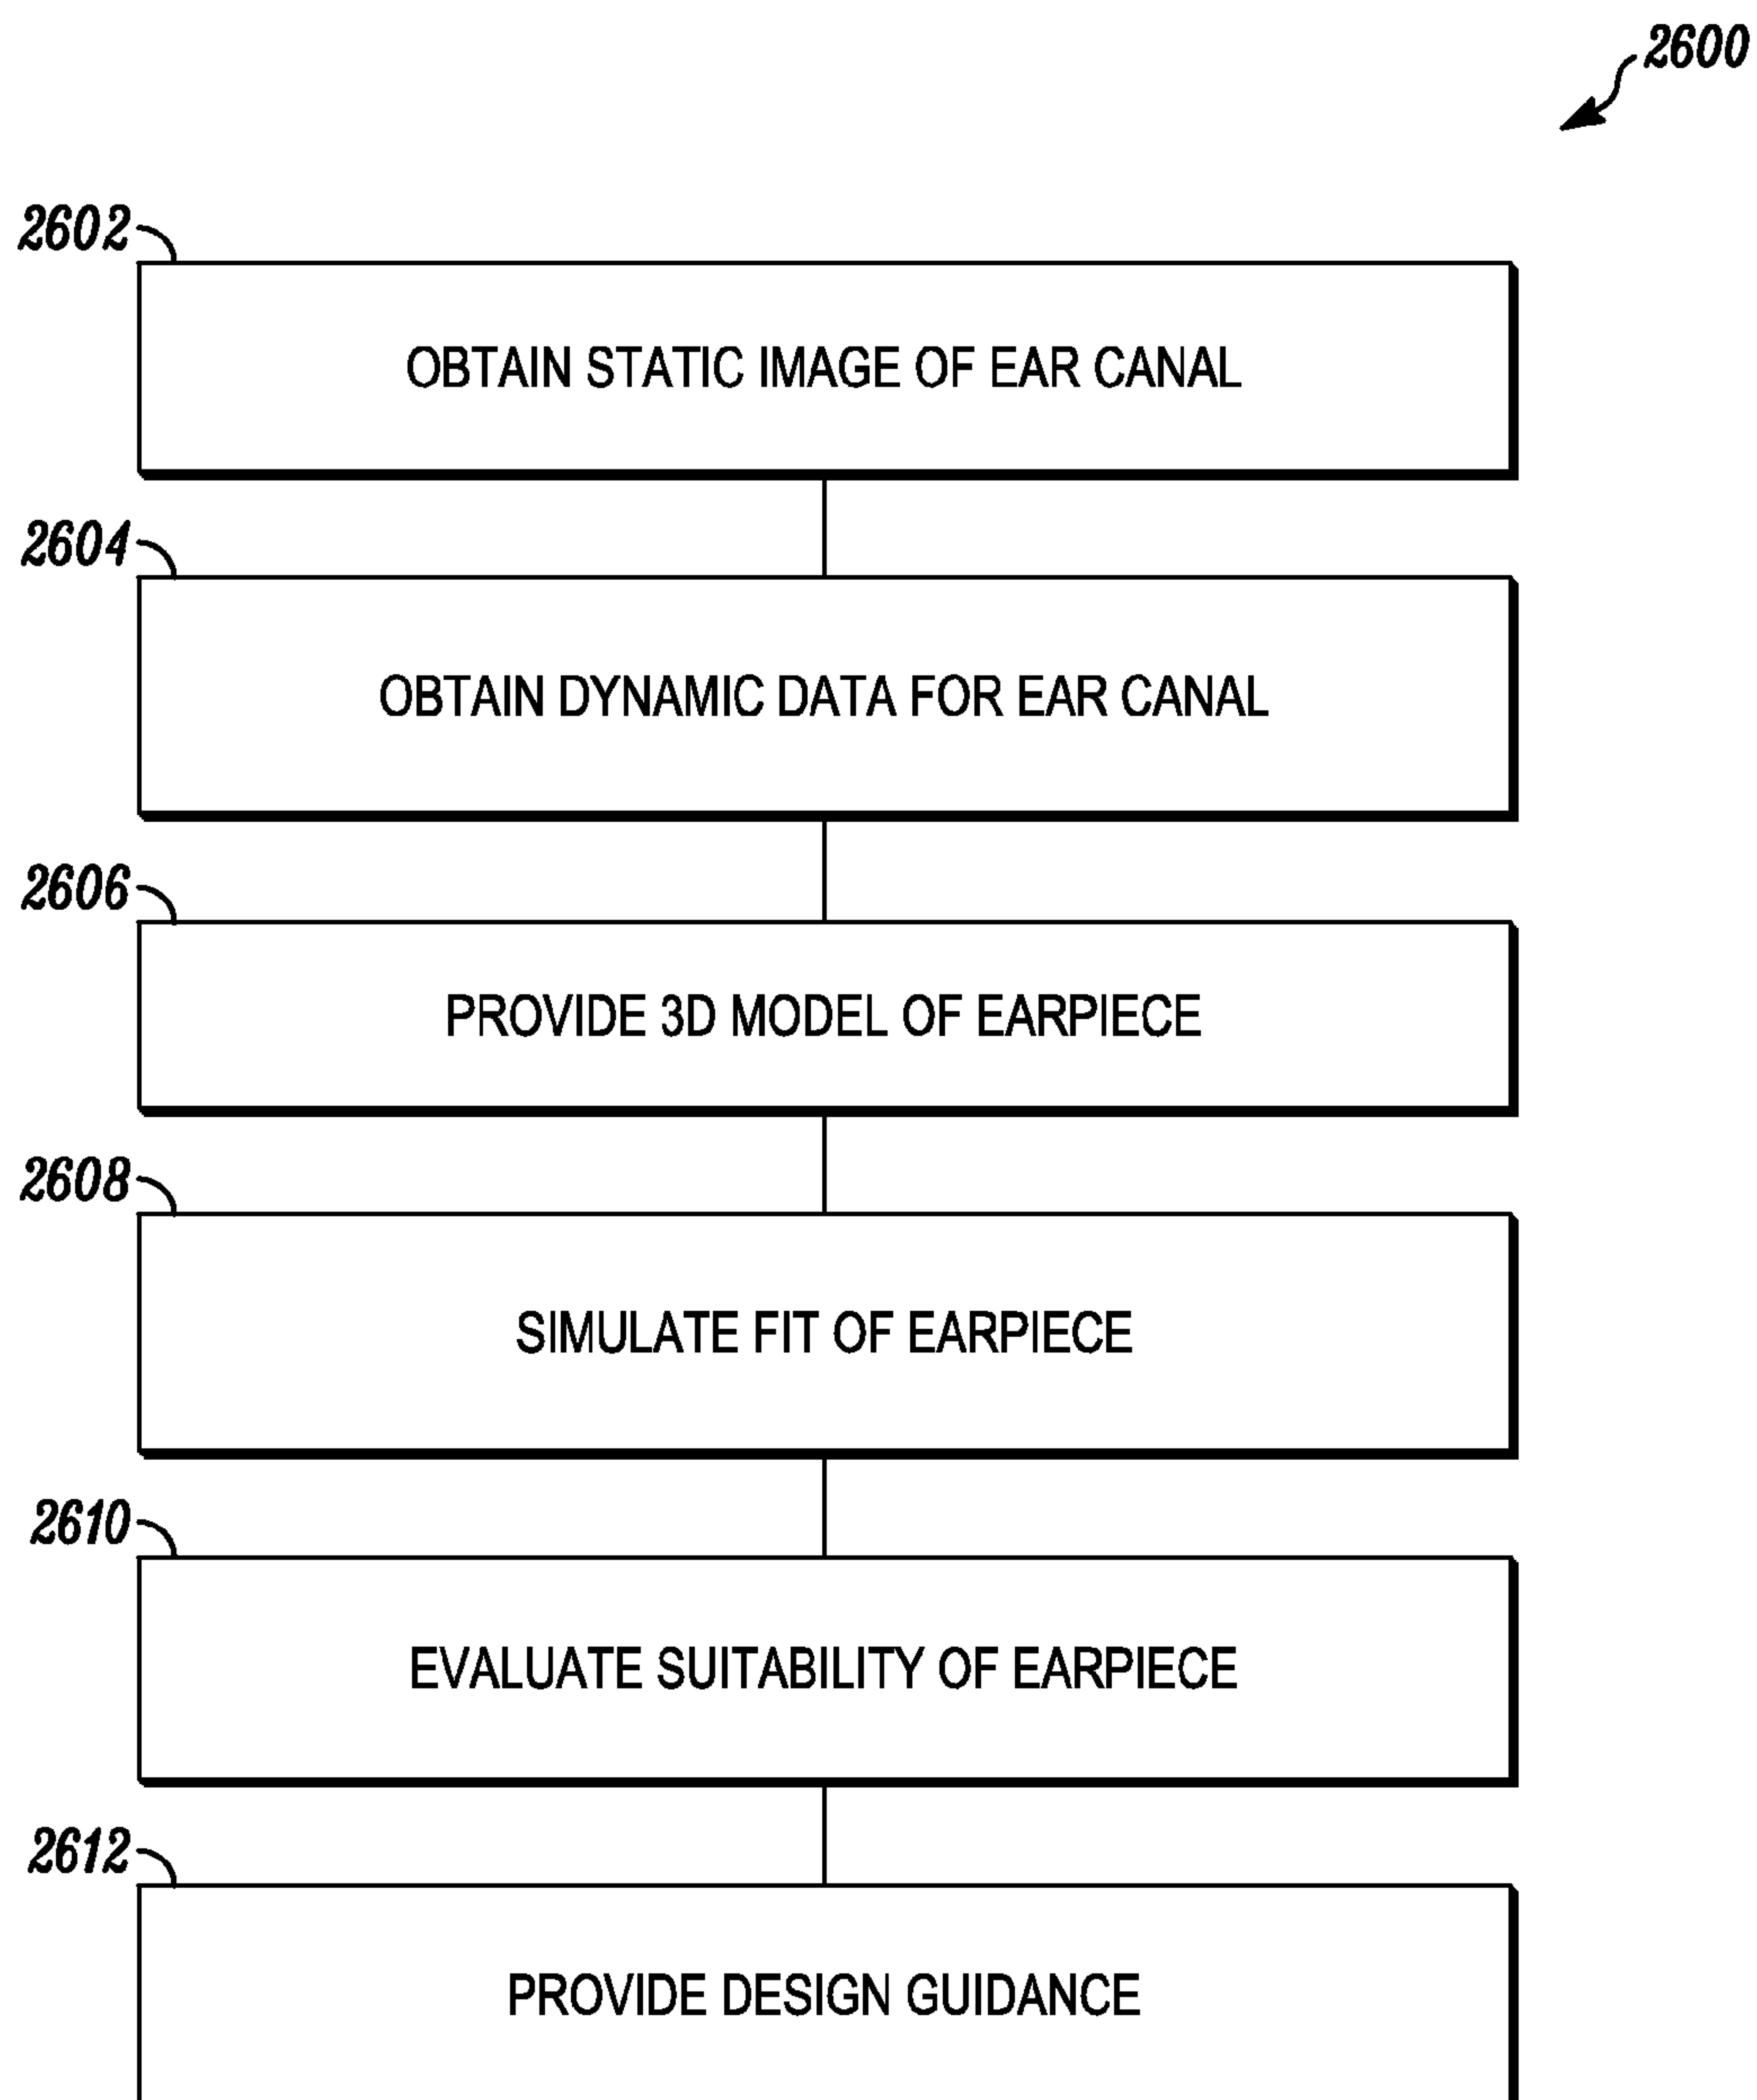 2600
2602
OBTAIN STATIC IMAGE OF EAR CANAL
2604
OBTAIN DYNAMIC DATA FOR EAR CANAL
2606
PROVIDE 3D MODEL OF EARPIECE
2608
SIMULATE FIT OF EARPIECE
2610
EVALUATE SUITABILITY OF EARPIECE
2612
PROVIDE DESIGN GUIDANCE